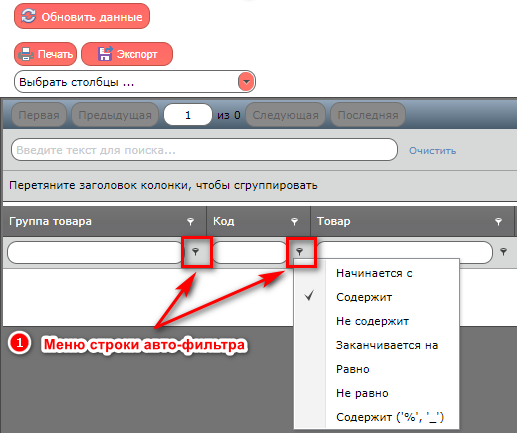 Обновить данные
Печать Экспорт
Выбрать столбцы ...
Первая Предыдущая 1 из 0 Следующая Последняя
Введите текст для поиска... Очистить
Перетяните заголовок колонки, чтобы сгруппировать
Группа товара Код Товар
Начинается с
Содержит
Не содержит
Заканчивается на
Равно
Не равно
Содержит ('%', '_')
1 Меню строки авто-фильтра